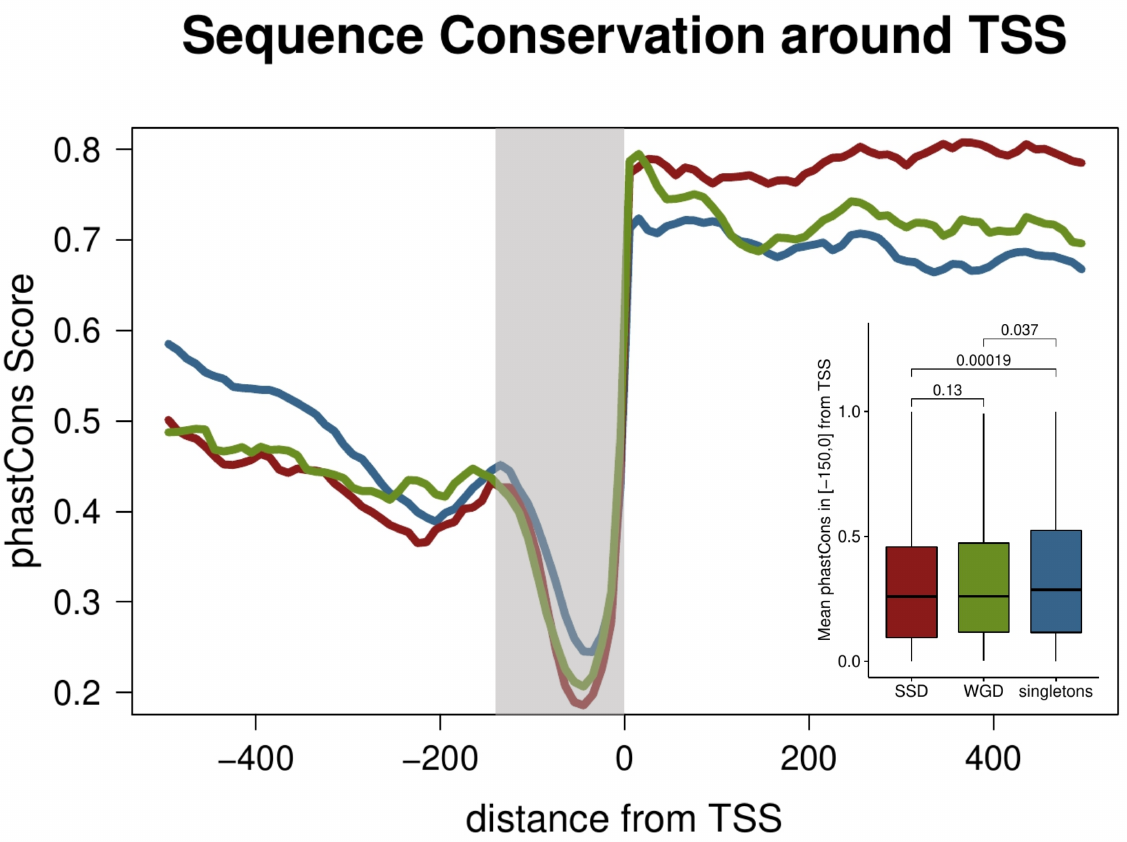 Sequence Conservation around TSS
phastCons Score
0.8
0.7
0.6
0.5
0.4
0.3
0.2
−400
−200
0
200
400
distance from TSS
Mean phastCons in [−150,0] from TSS
1.0
0.5
0.0
0.037
0.00019
0.13
SSD
WGD
singletons